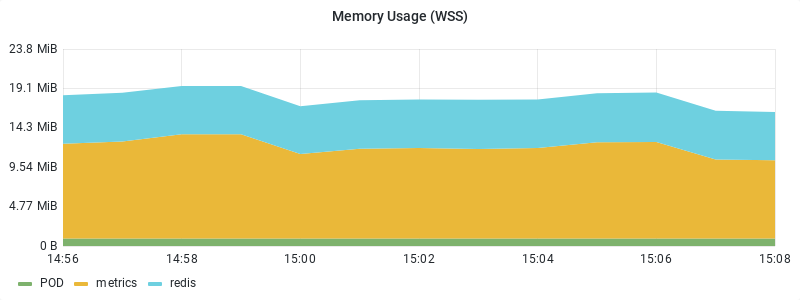 Memory Usage (WSS)
23.8 MiB
19.1 MiB
14.3 MiB
9.54 MiB
4.77 MiB
0 B
14:56 14:58 15:00 15:02 15:04 15:06 15:08
POD metrics redis